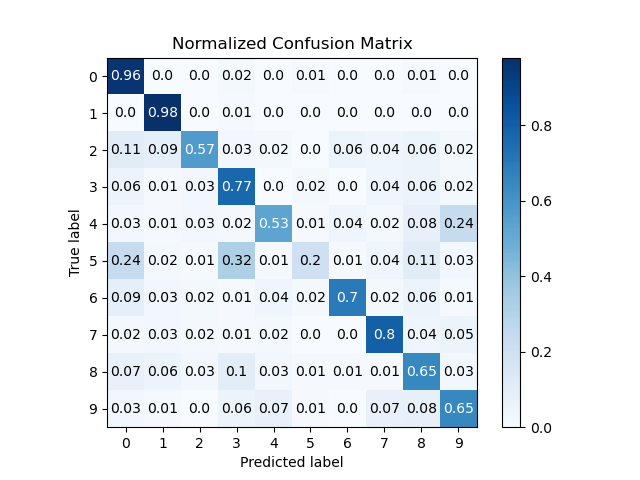 Normalized Confusion Matrix
0 0.96 0.0 0.0 0.02 0.0 0.01 0.0 0.0 0.01 0.0
1 0.0 0.98 0.0 0.01 0.0 0.0 0.0 0.0 0.0 0.0
2 0.11 0.09 0.57 0.03 0.02 0.0 0.06 0.04 0.06 0.02
3 0.06 0.01 0.03 0.77 0.0 0.02 0.0 0.04 0.06 0.02
4 0.03 0.01 0.03 0.02 0.53 0.01 0.04 0.02 0.08 0.24
5 0.24 0.02 0.01 0.32 0.01 0.2 0.01 0.04 0.11 0.03
6 0.09 0.03 0.02 0.01 0.04 0.02 0.7 0.02 0.06 0.01
7 0.02 0.03 0.02 0.01 0.02 0.0 0.0 0.8 0.04 0.05
8 0.07 0.06 0.03 0.1 0.03 0.01 0.01 0.01 0.65 0.03
9 0.03 0.01 0.0 0.06 0.07 0.01 0.0 0.07 0.08 0.65
0 1 2 3 4 5 6 7 8 9
Predicted label
True label
0.8
0.6
0.4
0.2
0.0